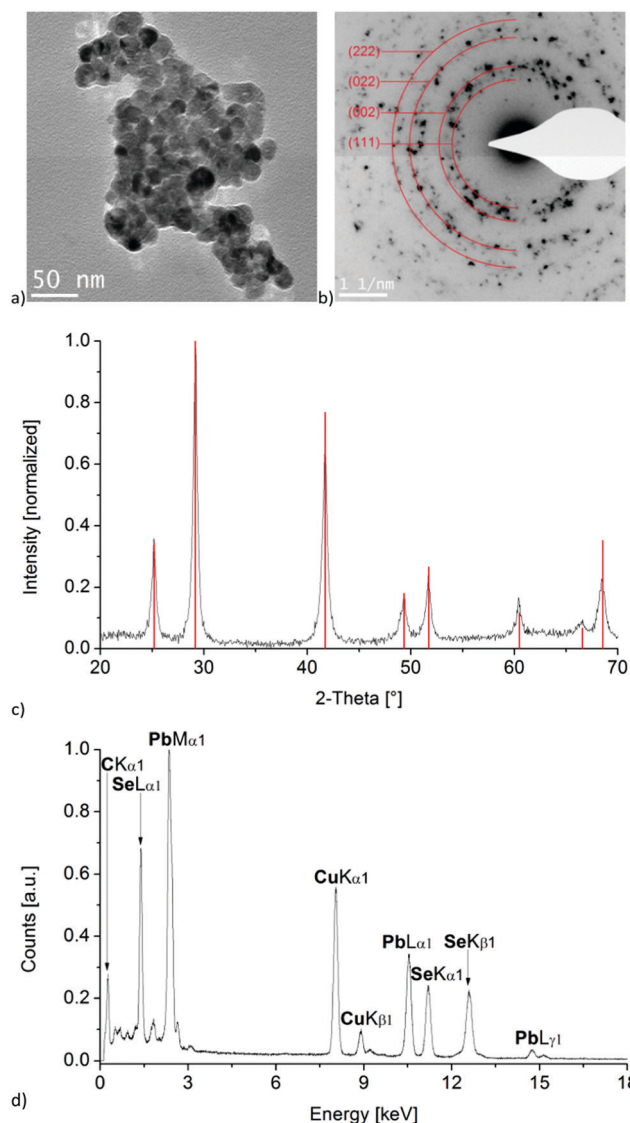 (222)
(022)
(002)
(111)
50 nm
1 1/nm
a)
b)
1.0
0.8
0.6
0.4
0.2
0.0
Intensity [normalized]
20 30 40 50 60 70
2-Theta [°]
c)
PbMα1
CKα1
SeLα1
CuKα1
PbLα1
SeKβ1
SeKα1
CuKβ1
PbLγ1
1.0
0.8
0.6
0.4
0.2
0.0
Counts [a.u.]
0 3 6 9 12 15 18
Energy [keV]
d)